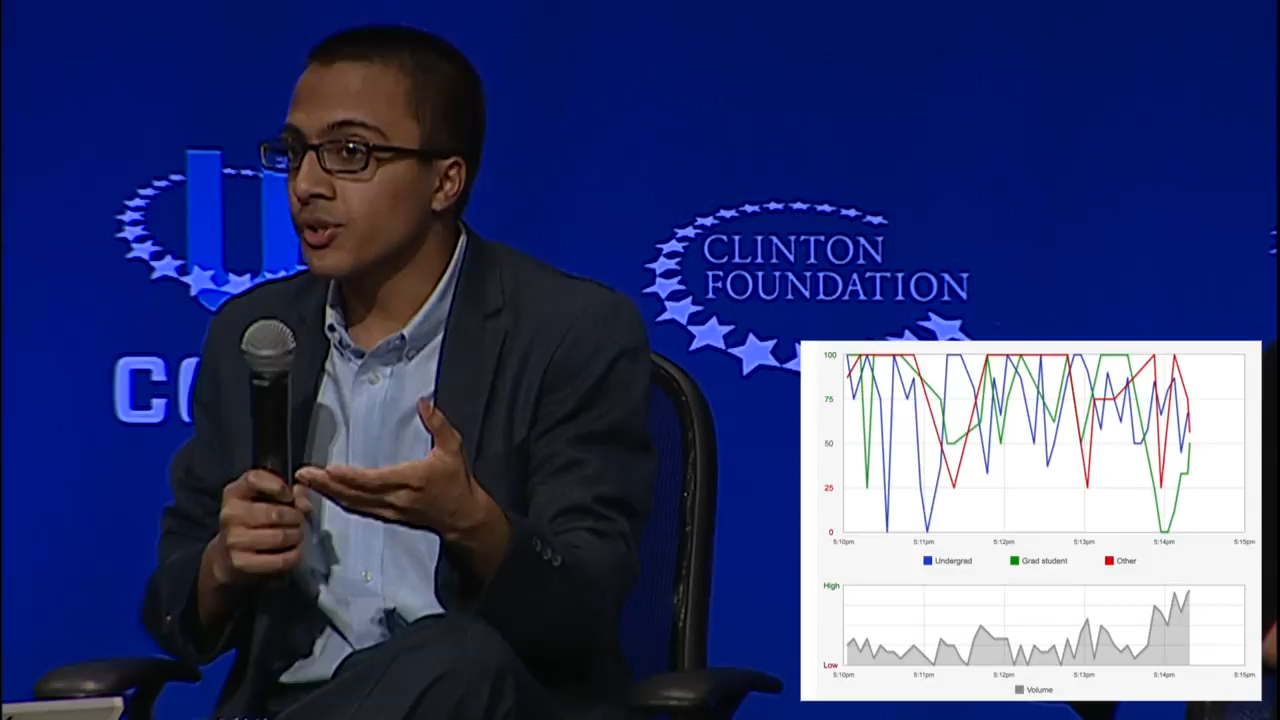 U
CLINTON
FOUNDATION
100
75
50
25
0
5:10pm 5:11pm 5:12pm 5:13pm 5:14pm 5:15pm
Undergrad Grad student Other
High
Low
5:10pm 5:11pm 5:12pm 5:13pm 5:14pm 5:15pm
Volume